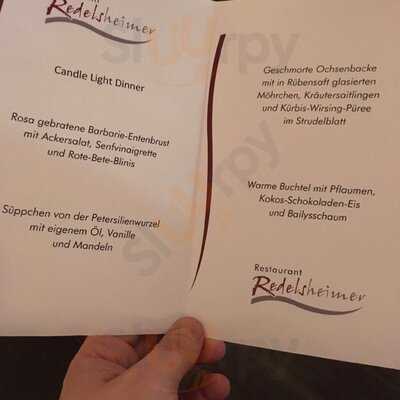 Redelsheimer
Candle Light Dinner
Rosa gebratene Barbarie-Entenbrust
mit Ackersalat, Senfvinaigrette
und Rote-Bete-Blinis
Süppchen von der Petersilienwurzel
mit eigenem Öl, Vanille
und Mandeln
Geschmorte Ochsenbacke
mit in Rübensaft glasierten
Möhrchen, Kräutersaitlingen
und Kürbis-Wirsing-Püree
im Strudelblatt
Warme Buchtel mit Pflaumen,
Kokos-Schokoladen-Eis
und Bailysschaum
Restaurant
Redelsheimer
sluurpy